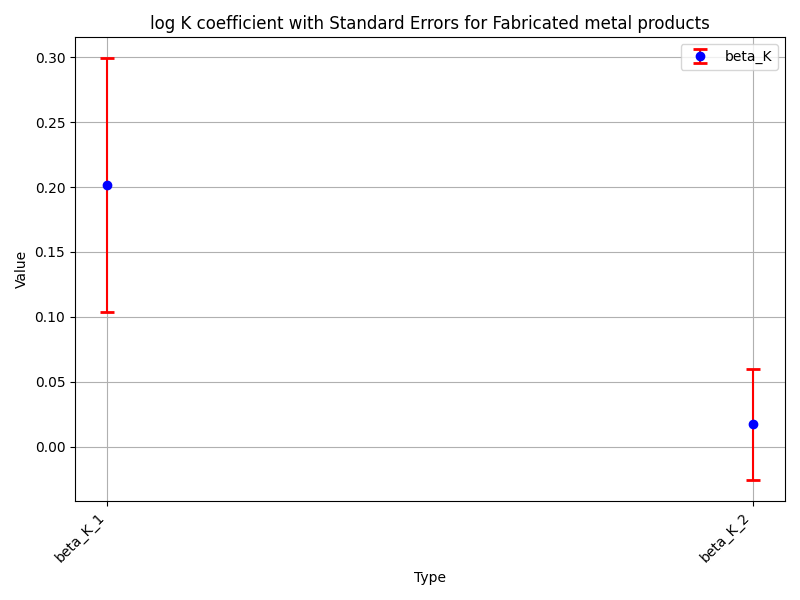 log K coefficient with Standard Errors for Fabricated metal products
beta_K
0.30
0.25
0.20
0.15
0.10
0.05
0.00
Value
beta_K_1
beta_K_2
Type